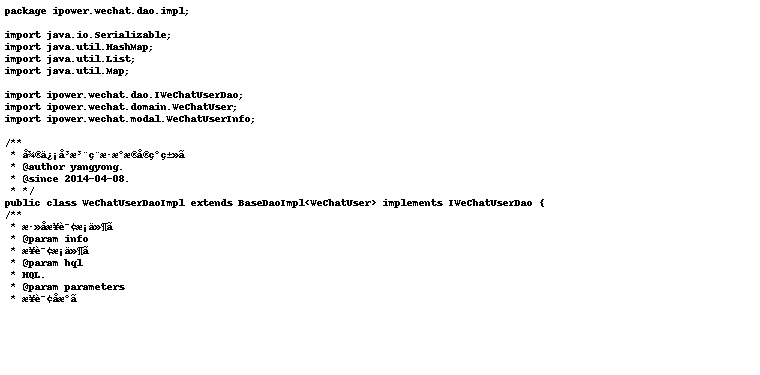 package ipower.wechat.dao.impl;
import java.io.Serializable;
import java.util.HashMap;
import java.util.List;
import java.util.Map;
import ipower.wechat.dao.IWeChatUserDao;
import ipower.wechat.domain.WeChatUser;
import ipower.wechat.modal.WeChatUserInfo;
/**
 *
 * @author yangyong.
 * @since 2014-04-08.
 * */
public class WeChatUserDaoImpl extends BaseDaoImpl<WeChatUser> implements IWeChatUserDao {
/**
 *
 * @param info
 *
 * @param hql
 * HQL.
 * @param parameters
 *